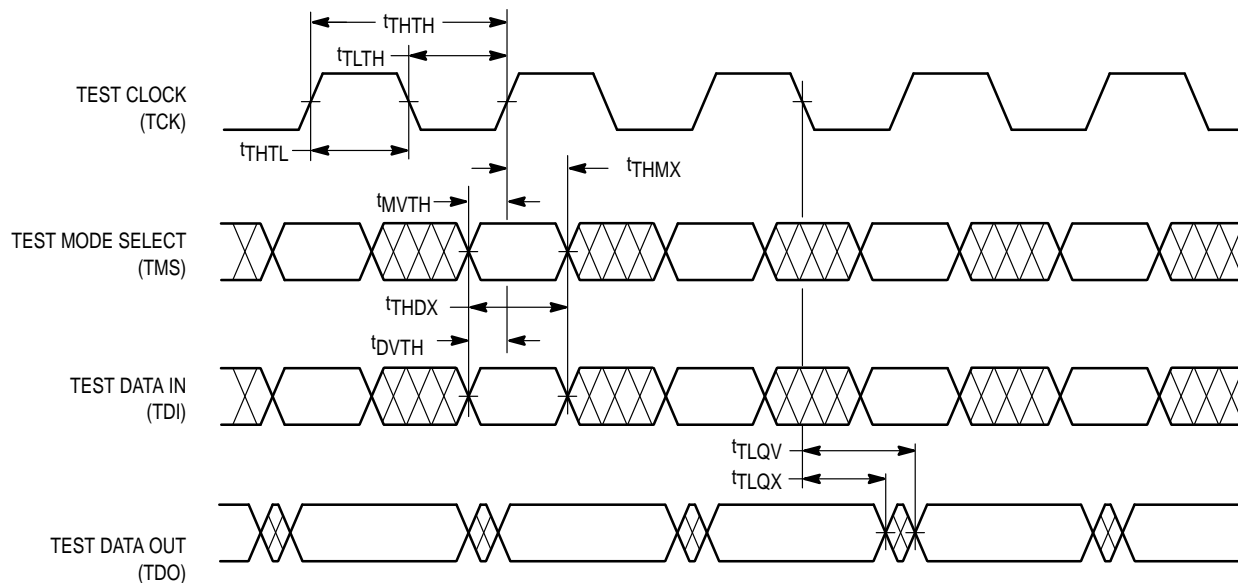 tTHTH
tTLTH
TEST CLOCK
(TCK)
tTHTL
tTHMX
tMVTH
TEST MODE SELECT
(TMS)
tTHDX
tDVTH
TEST DATA IN
(TDI)
tTLQV
tTLQX
TEST DATA OUT
(TDO)